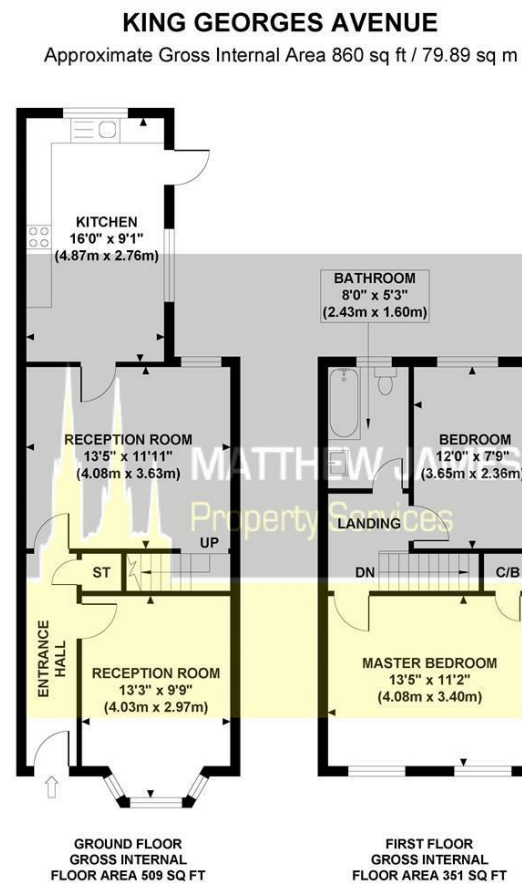 KING GEORGES AVENUE
Approximate Gross Internal Area 860 sq ft / 79.89 sq m
KITCHEN
16'0" x 9'1"
(4.87m x 2.76m)
BATHROOM
8'0" x 5'3"
(2.43m x 1.60m)
RECEPTION ROOM
13'5" x 11'11"
(4.08m x 3.63m)
BEDROOM
12'0" x 7'9"
(3.65m x 2.36m)
MATTHEW JAMES
Property Services
LANDING
UP
ST
DN
C/B
ENTRANCE
HALL
RECEPTION ROOM
13'3" x 9'9"
(4.03m x 2.97m)
MASTER BEDROOM
13'5" x 11'2"
(4.08m x 3.40m)
GROUND FLOOR
GROSS INTERNAL
FLOOR AREA 509 SQ FT
FIRST FLOOR
GROSS INTERNAL
FLOOR AREA 351 SQ FT